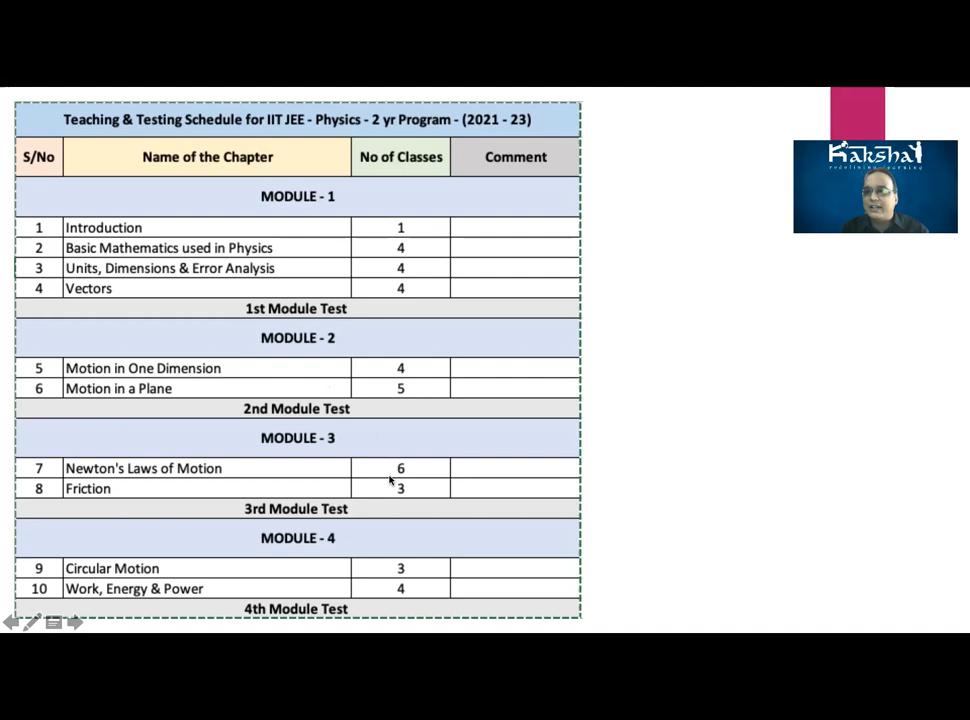 Teaching & Testing Schedule for IIT JEE - Physics - 2 yr Program - (2021 - 23)
S/No Name of the Chapter No of Classes Comment
MODULE - 1
1 Introduction 1
2 Basic Mathematics used in Physics 4
3 Units, Dimensions & Error Analysis 4
4 Vectors 4
1st Module Test
MODULE - 2
5 Motion in One Dimension 4
6 Motion in a Plane 5
2nd Module Test
MODULE - 3
7 Newton's Laws of Motion 6
8 Friction 3
3rd Module Test
MODULE - 4
9 Circular Motion 3
10 Work, Energy & Power 4
4th Module Test
Kaksha
redefining learning